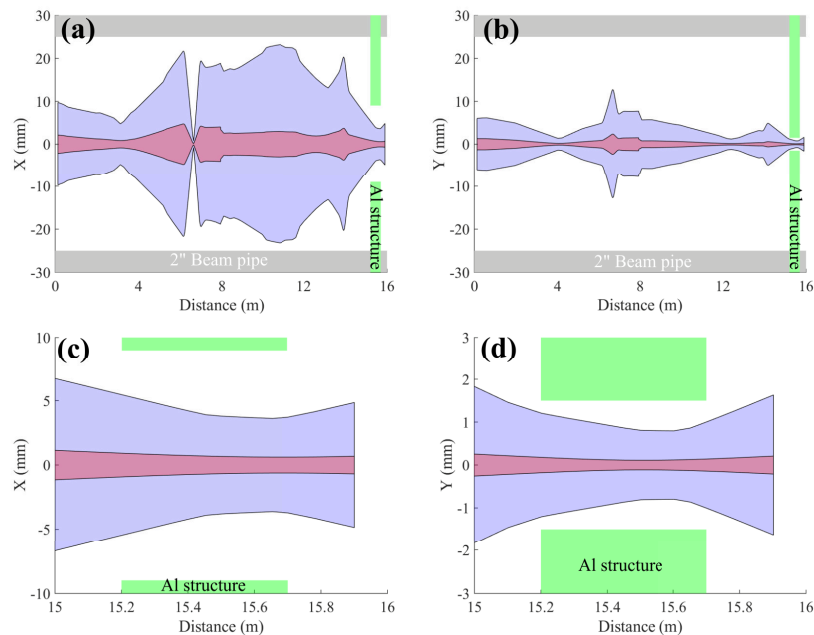 (a)
30
20
10
0
-10
-20
-30
X (mm)
0
4
8
12
16
Distance (m)
2" Beam pipe
Al structure
(b)
30
20
10
0
-10
-20
-30
Y (mm)
0
4
8
12
16
Distance (m)
2" Beam pipe
Al structure
(c)
10
5
0
-5
-10
X (mm)
15
15.2
15.4
15.6
15.8
16
Distance (m)
Al structure
(d)
3
2
1
0
-1
-2
-3
Y (mm)
15
15.2
15.4
15.6
15.8
16
Distance (m)
Al structure